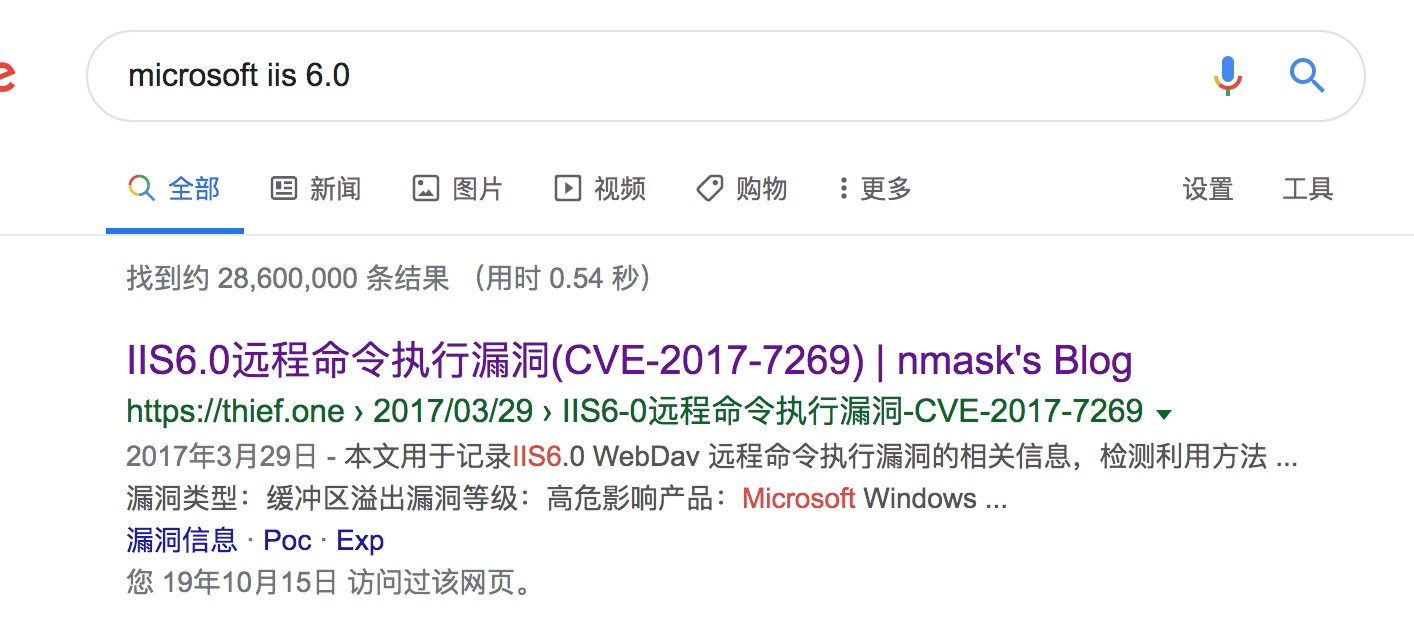 e
microsoft iis 6.0
全部 新闻 图片 视频 购物 更多 设置 工具
找到约 28,600,000 条结果 （用时 0.54 秒）
IIS6.0远程命令执行漏洞(CVE-2017-7269) | nmask's Blog
https://thief.one › 2017/03/29 › IIS6-0远程命令执行漏洞-CVE-2017-7269
2017年3月29日 - 本文用于记录IIS6.0 WebDav 远程命令执行漏洞的相关信息，检测利用方法 ...
漏洞类型：缓冲区溢出漏洞等级：高危影响产品：Microsoft Windows ...
漏洞信息 · Poc · Exp
您 19年10月15日 访问过该网页。